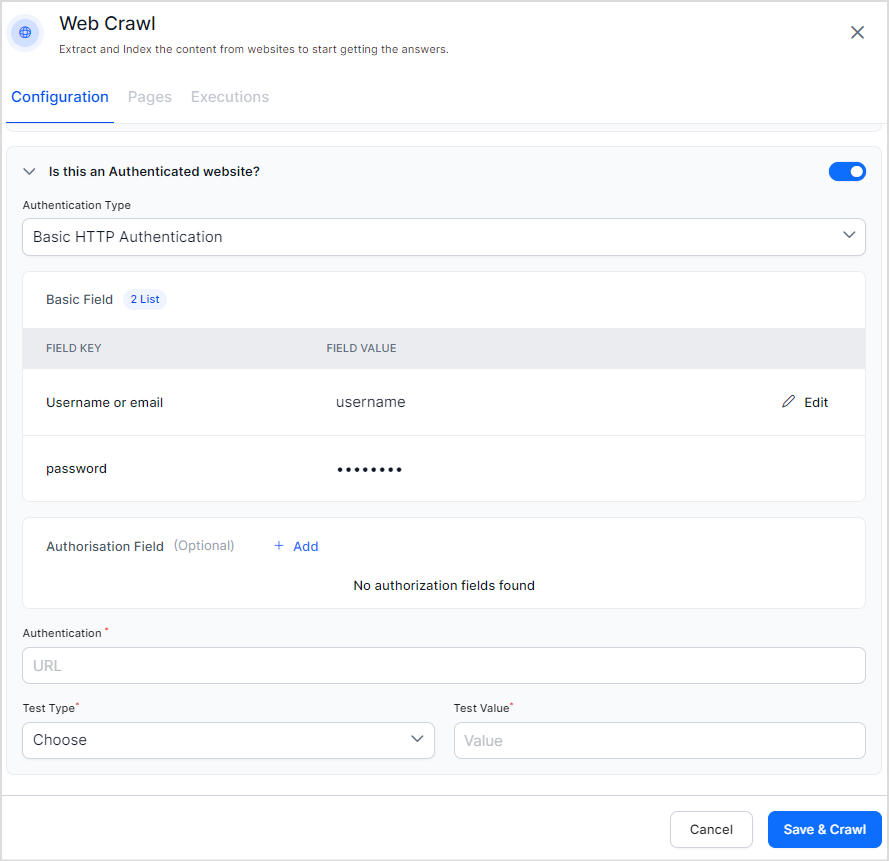 Web Crawl
Extract and Index the content from websites to start getting the answers.
Configuration Pages Executions
Is this an Authenticated website?
Authentication Type
Basic HTTP Authentication
Basic Field 2 List
FIELD KEY FIELD VALUE
Username or email username Edit
password ••••••••
Authorisation Field (Optional) + Add
No authorization fields found
Authentication *
URL
Test Type* Test Value*
Choose Value
Cancel Save & Crawl